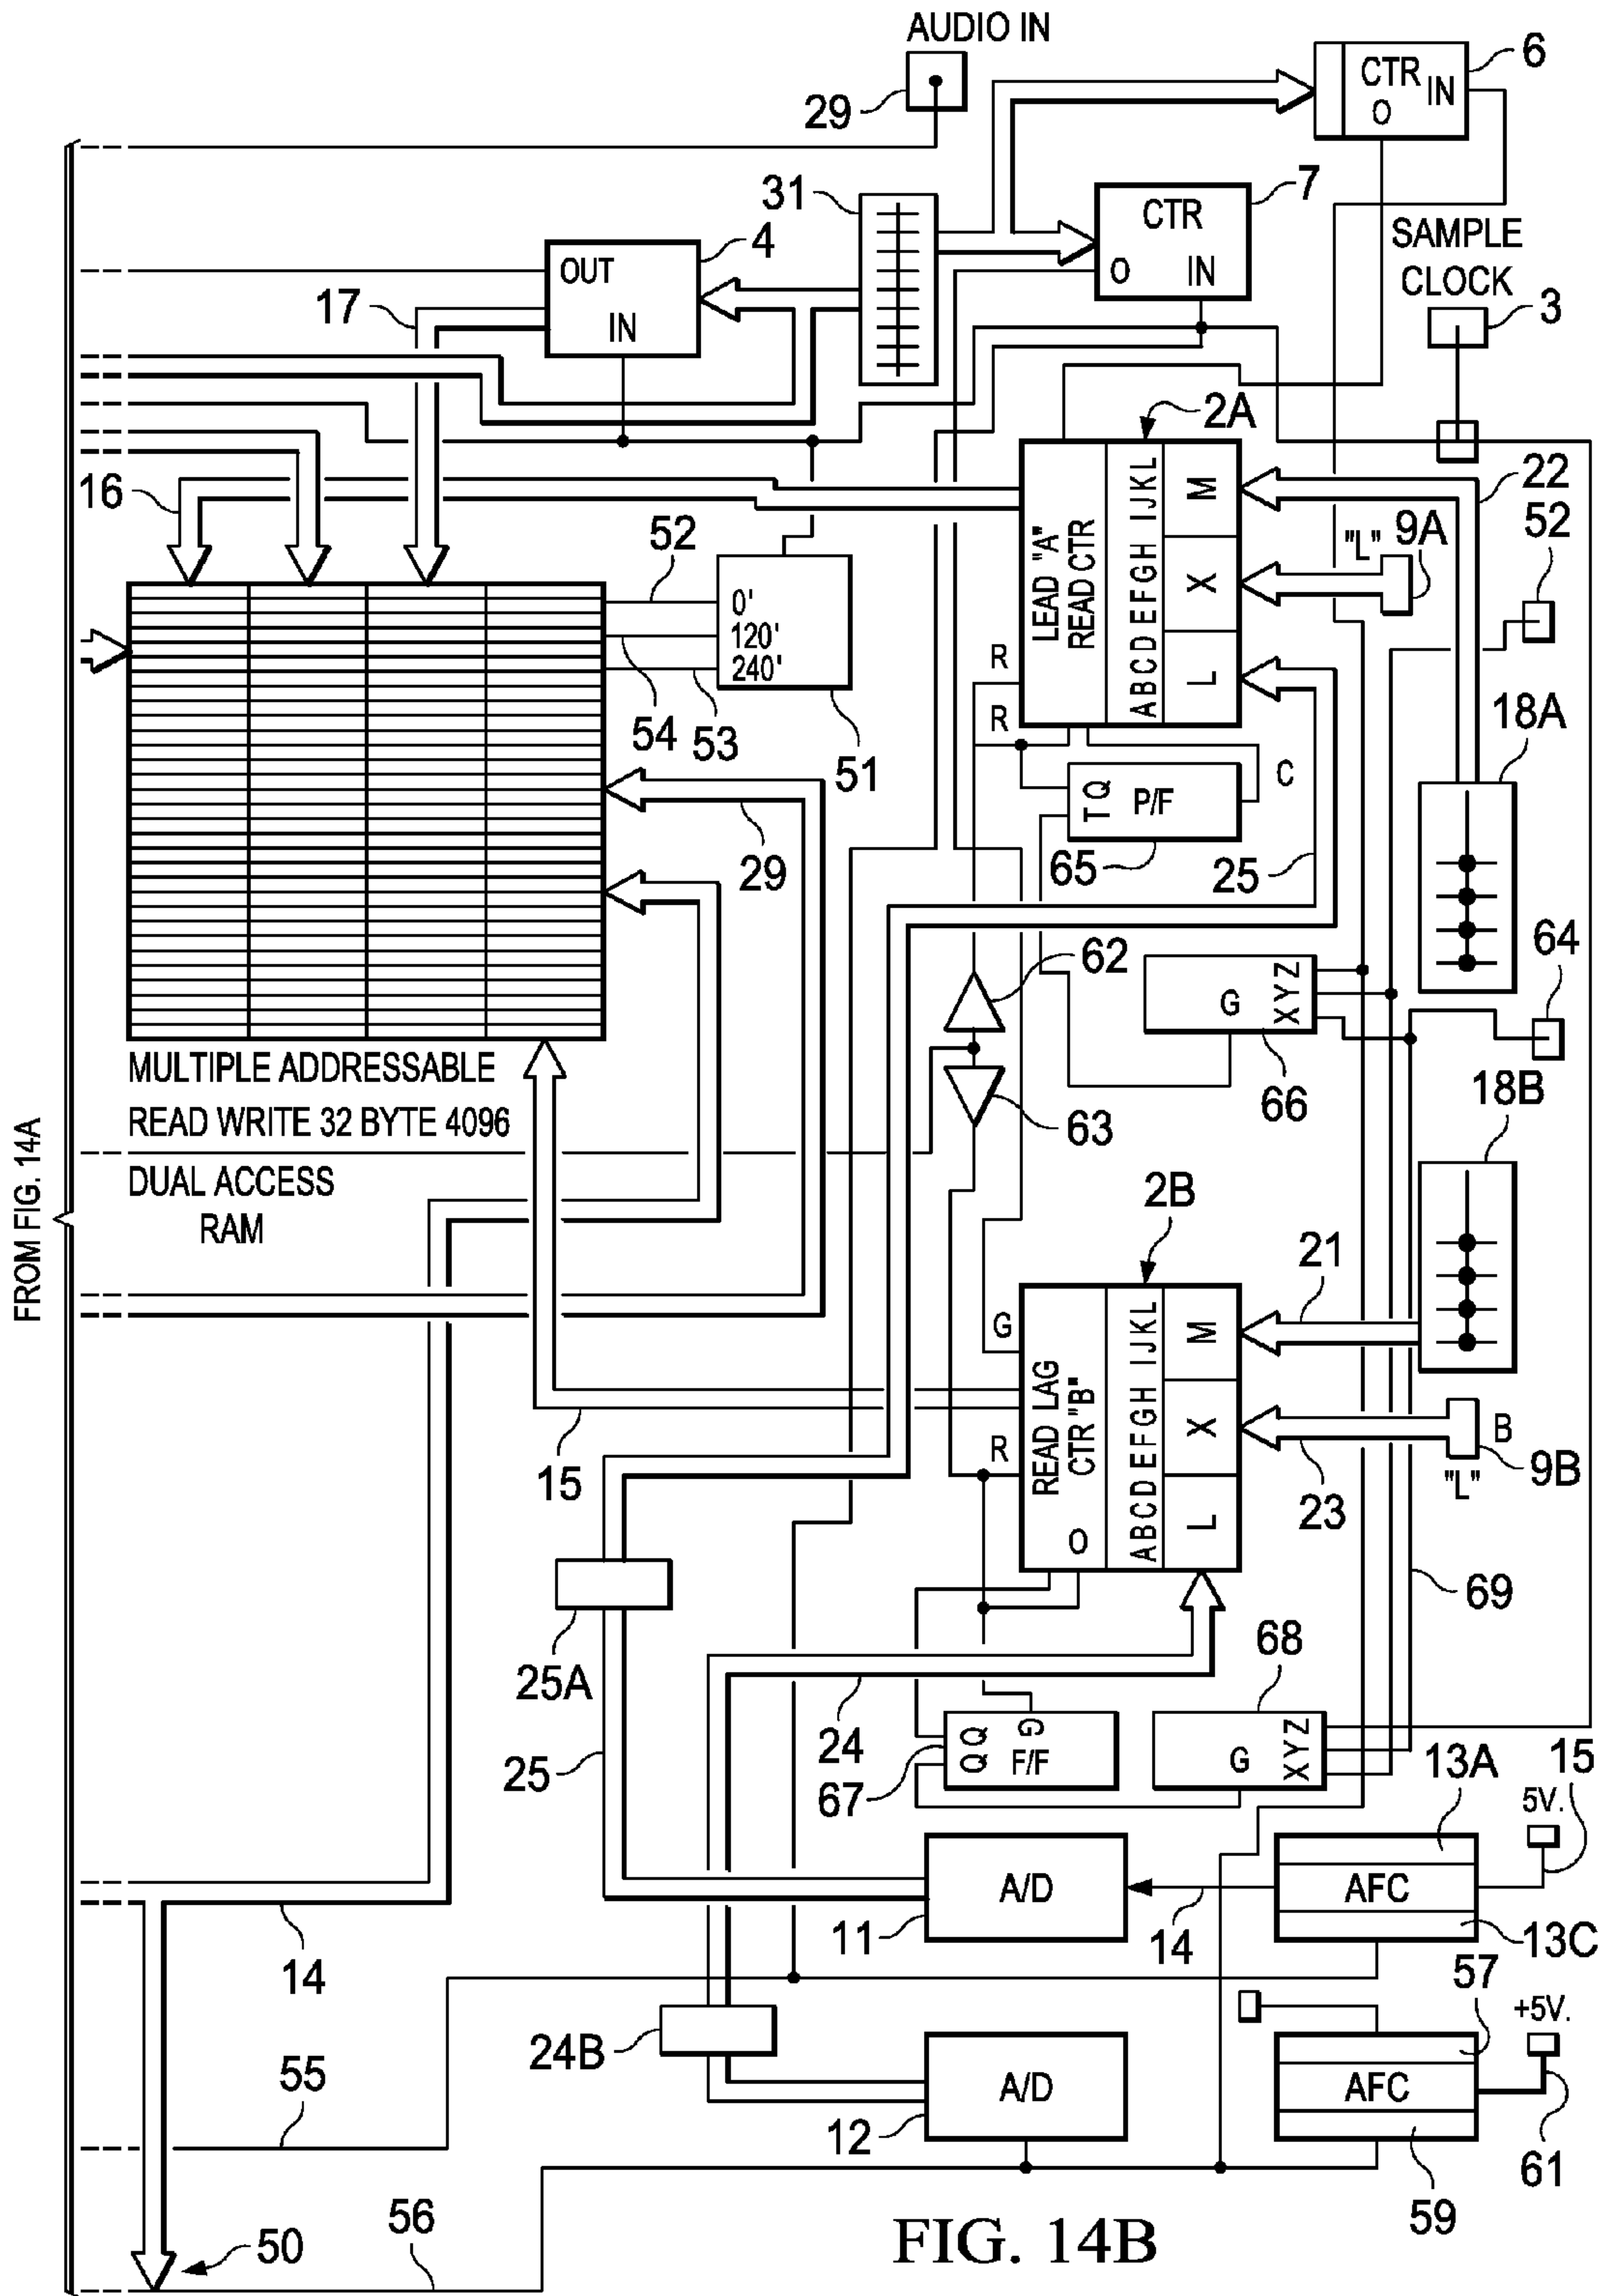 AUDIO IN
29
6
CTR
O
IN
31
7
CTR
O
IN
4
OUT
IN
17
SAMPLE
CLOCK
3
2A
16
22
52
"L"
9A
52
LEAD "A"
READ CTR
ABCD EFGH IJKL
M
X
L
0'
120'
240'
R
R
54
53
51
18A
T Q
P/F
C
65
25
29
64
62
G
XYZ
66
63
18B
MULTIPLE ADDRESSABLE
READ WRITE 32 BYTE 4096
DUAL ACCESS
RAM
FROM FIG. 14A
2B
21
G
READ LAG
CTR "B"
ABCD EFGH IJKL
M
X
L
R
O
15
B
9B
"L"
23
69
25A
68
24
Q Q
G
F/F
67
G
XYZ
25
13A
15
5V.
A/D
AFC
11
14
13C
14
57
+5V.
24B
A/D
AFC
12
55
61
59
56
50
FIG. 14B